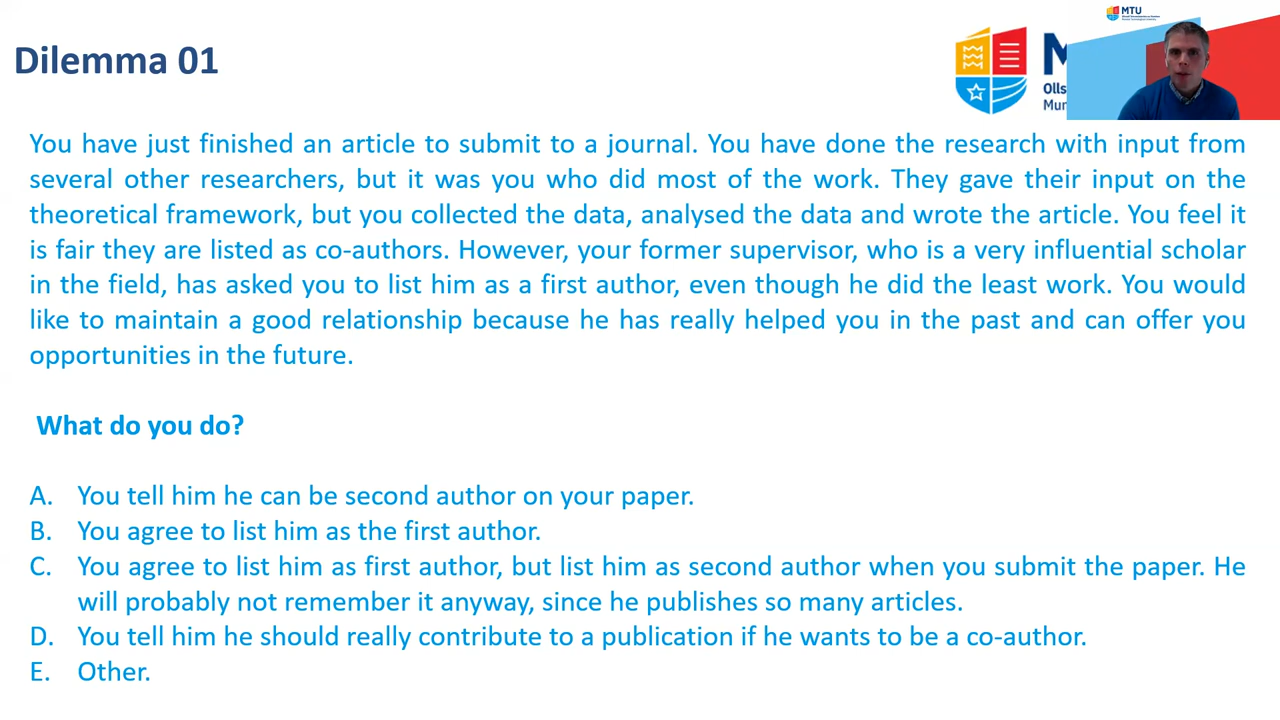 MTU
Dilemma 01
M
Olls
Mur
You have just finished an article to submit to a journal. You have done the research with input from
several other researchers, but it was you who did most of the work. They gave their input on the
theoretical framework, but you collected the data, analysed the data and wrote the article. You feel it
is fair they are listed as co-authors. However, your former supervisor, who is a very influential scholar
in the field, has asked you to list him as a first author, even though he did the least work. You would
like to maintain a good relationship because he has really helped you in the past and can offer you
opportunities in the future.
What do you do?
A. You tell him he can be second author on your paper.
B. You agree to list him as the first author.
C. You agree to list him as first author, but list him as second author when you submit the paper. He
will probably not remember it anyway, since he publishes so many articles.
D. You tell him he should really contribute to a publication if he wants to be a co-author.
E. Other.